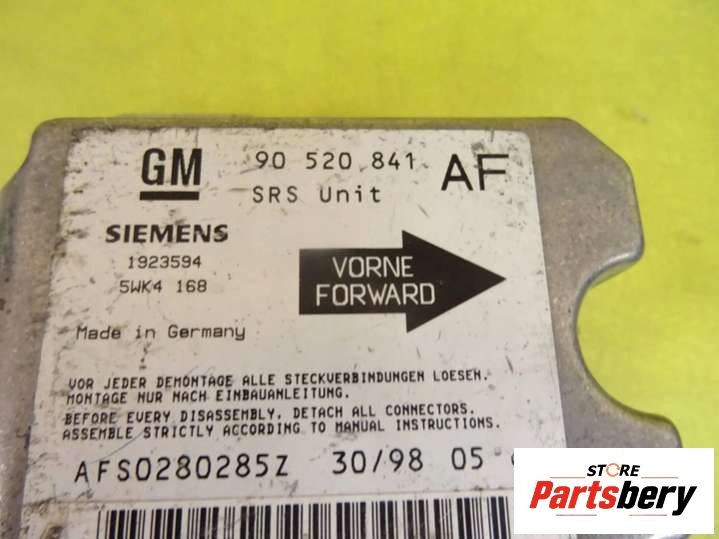 GM 90 520 841 AF
SRS Unit
SIEMENS
1923594
5WK4 168
VORNE
FORWARD
Made in Germany
VOR JEDER DEMONTAGE ALLE STECKVERBINDUNGEN LOESEN.
MONTAGE NUR NACH EINBAUANLEITUNG.
BEFORE EVERY DISASSEMBLY, DETACH ALL CONNECTORS.
ASSEMBLE STRICTLY ACCORDING TO MANUAL INSTRUCTIONS.
AFS0280285Z 30/98 05
STORE
Partsbery